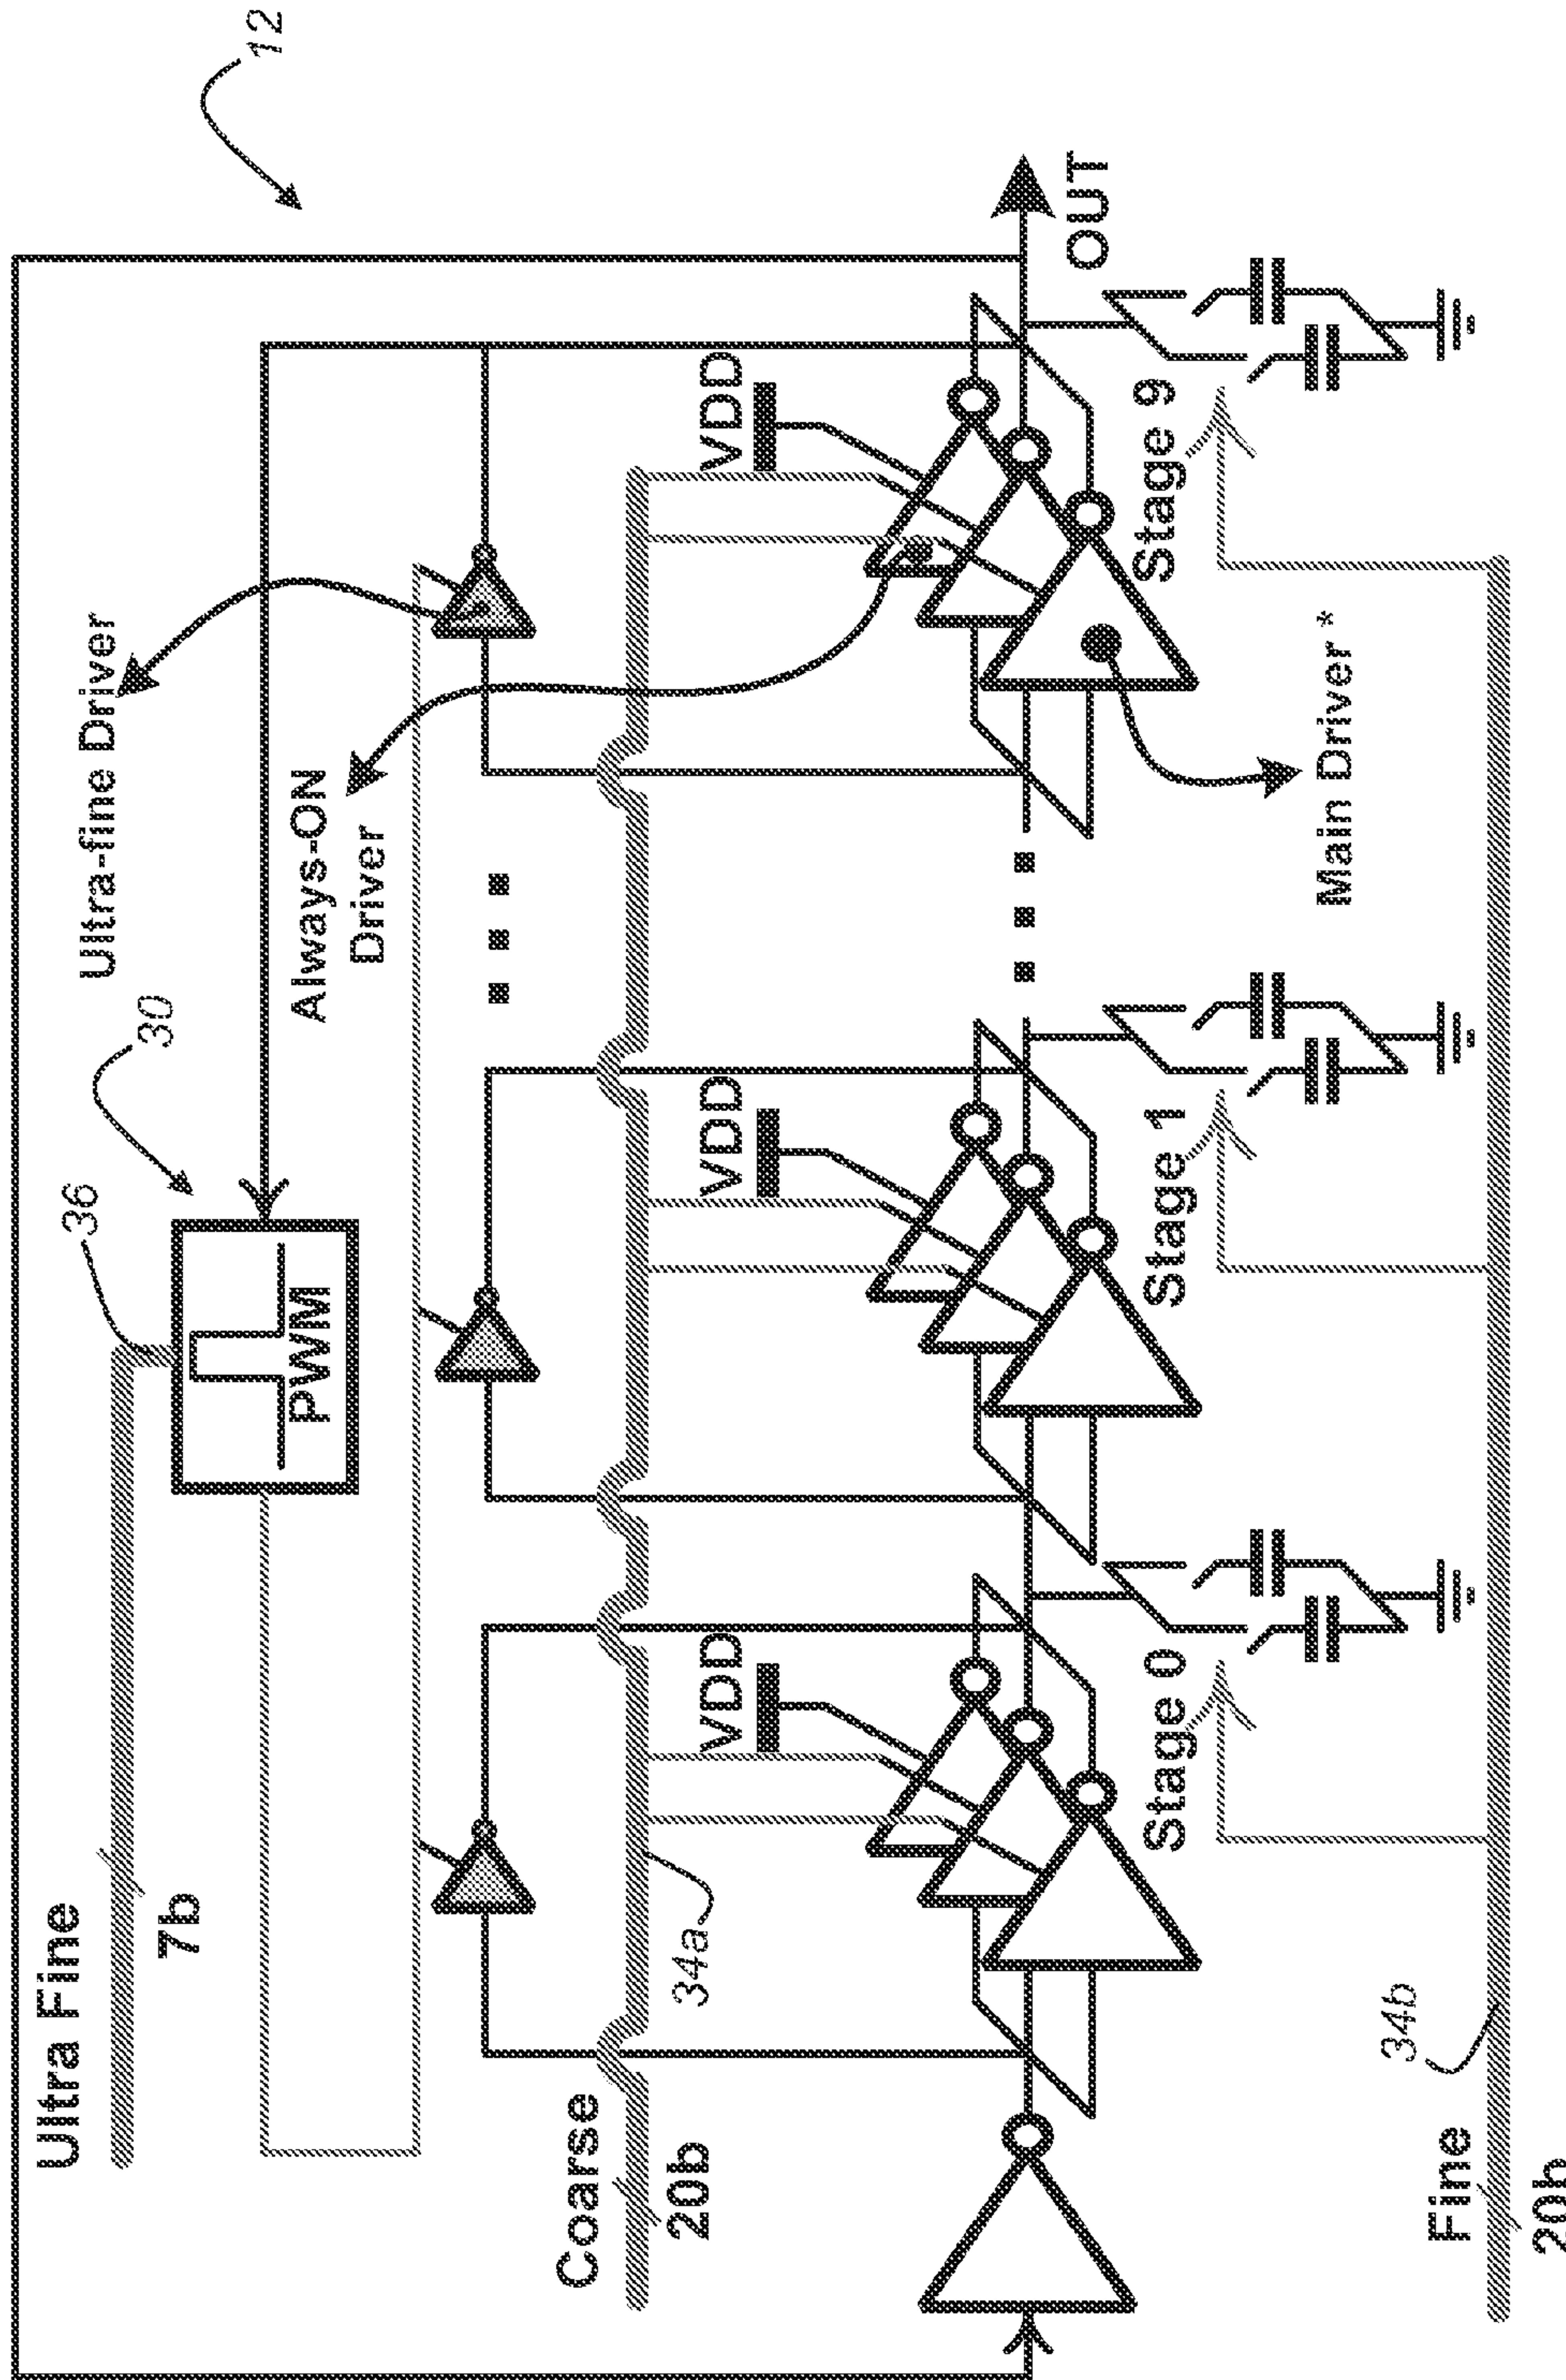 12
Ultra Fine
7b
36
30
PWM
Ultra-fine Driver
Always-ON
Driver
Coarse
20b
34a
VDD
VDD
VDD
OUT
Stage 0
Stage 1
Stage 9
Main Driver *
34b
Fine
20b